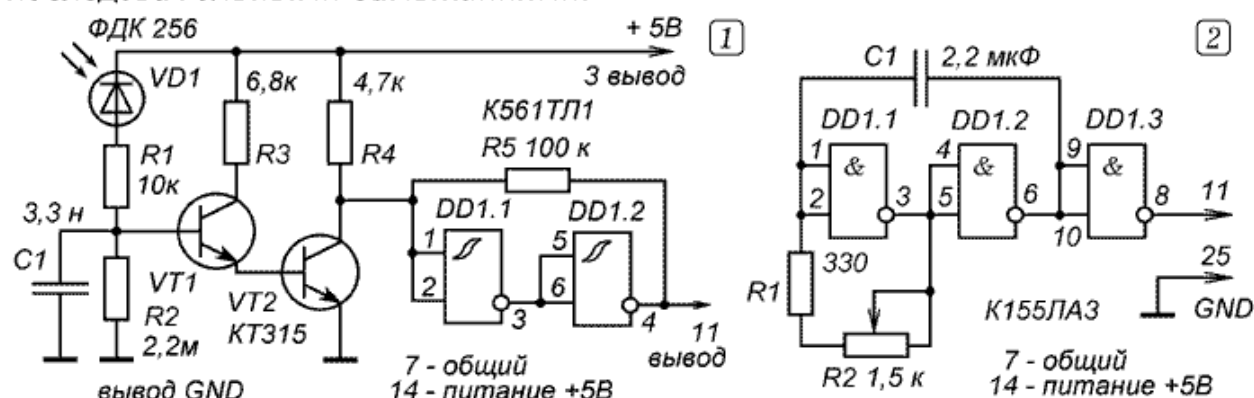 ФДК 256
VD1
R1
10к
3,3 н
C1
R2
2,2м
вывод GND
6,8к
R3
VT1
VT2
КТ315
4,7к
R4
+ 5В
3 вывод
1
К561ТЛ1
R5 100 к
DD1.1
DD1.2
1
2
3
5
6
4
11
вывод
7 - общий
14 - питание +5В
2
C1
2,2 мкФ
DD1.1
DD1.2
DD1.3
1
&
2
3
4
&
5
6
9
&
10
8
11
25
GND
R1
330
R2 1,5 к
К155ЛА3
7 - общий
14 - питание +5В